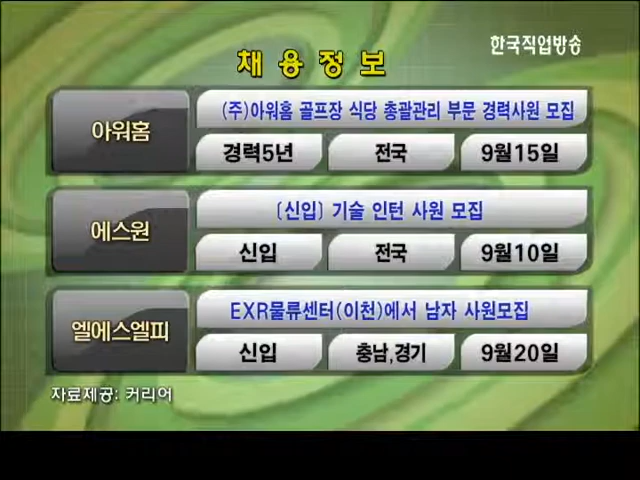 한국직업방송
채용정보
아워홈
(주)아워홈 골프장 식당 총괄관리 부문 경력사원 모집
경력5년 전국 9월15일
에스원
(신입) 기술 인턴 사원 모집
신입 전국 9월10일
엘에스엘피
EXR물류센터(이천)에서 남자 사원모집
신입 충남,경기 9월20일
자료제공: 커리어